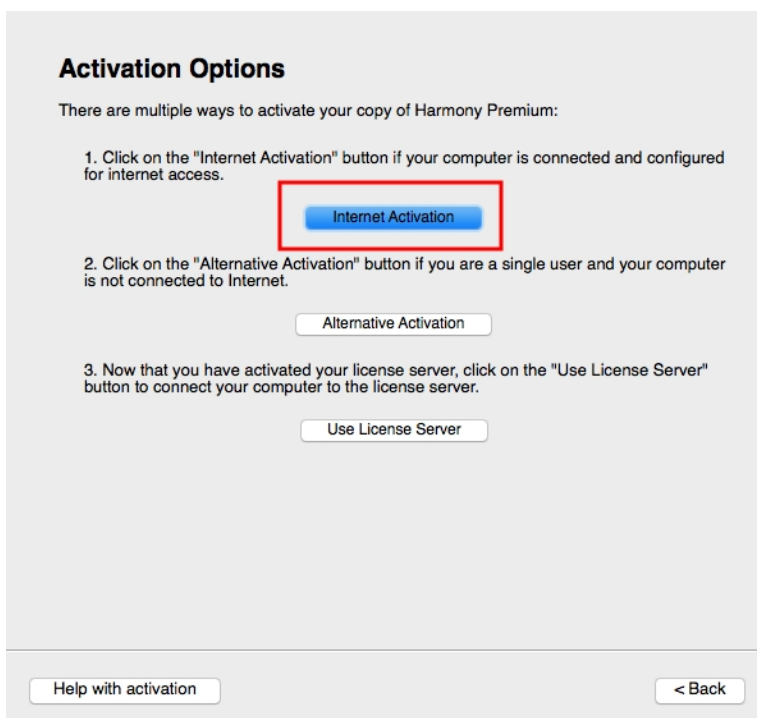 Activation Options
There are multiple ways to activate your copy of Harmony Premium:
1. Click on the "Internet Activation" button if your computer is connected and configured
for internet access.
Internet Activation
2. Click on the "Alternative Activation" button if you are a single user and your computer
is not connected to Internet.
Alternative Activation
3. Now that you have activated your license server, click on the "Use License Server"
button to connect your computer to the license server.
Use License Server
Help with activation
< Back